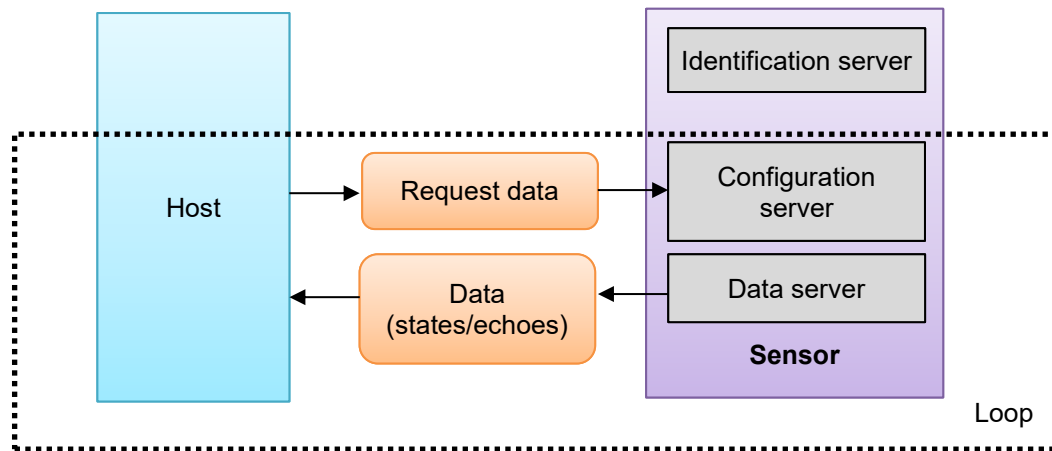 Identification server
Host
Request data
Configuration
server
Data
(states/echoes)
Data server
Sensor
Loop